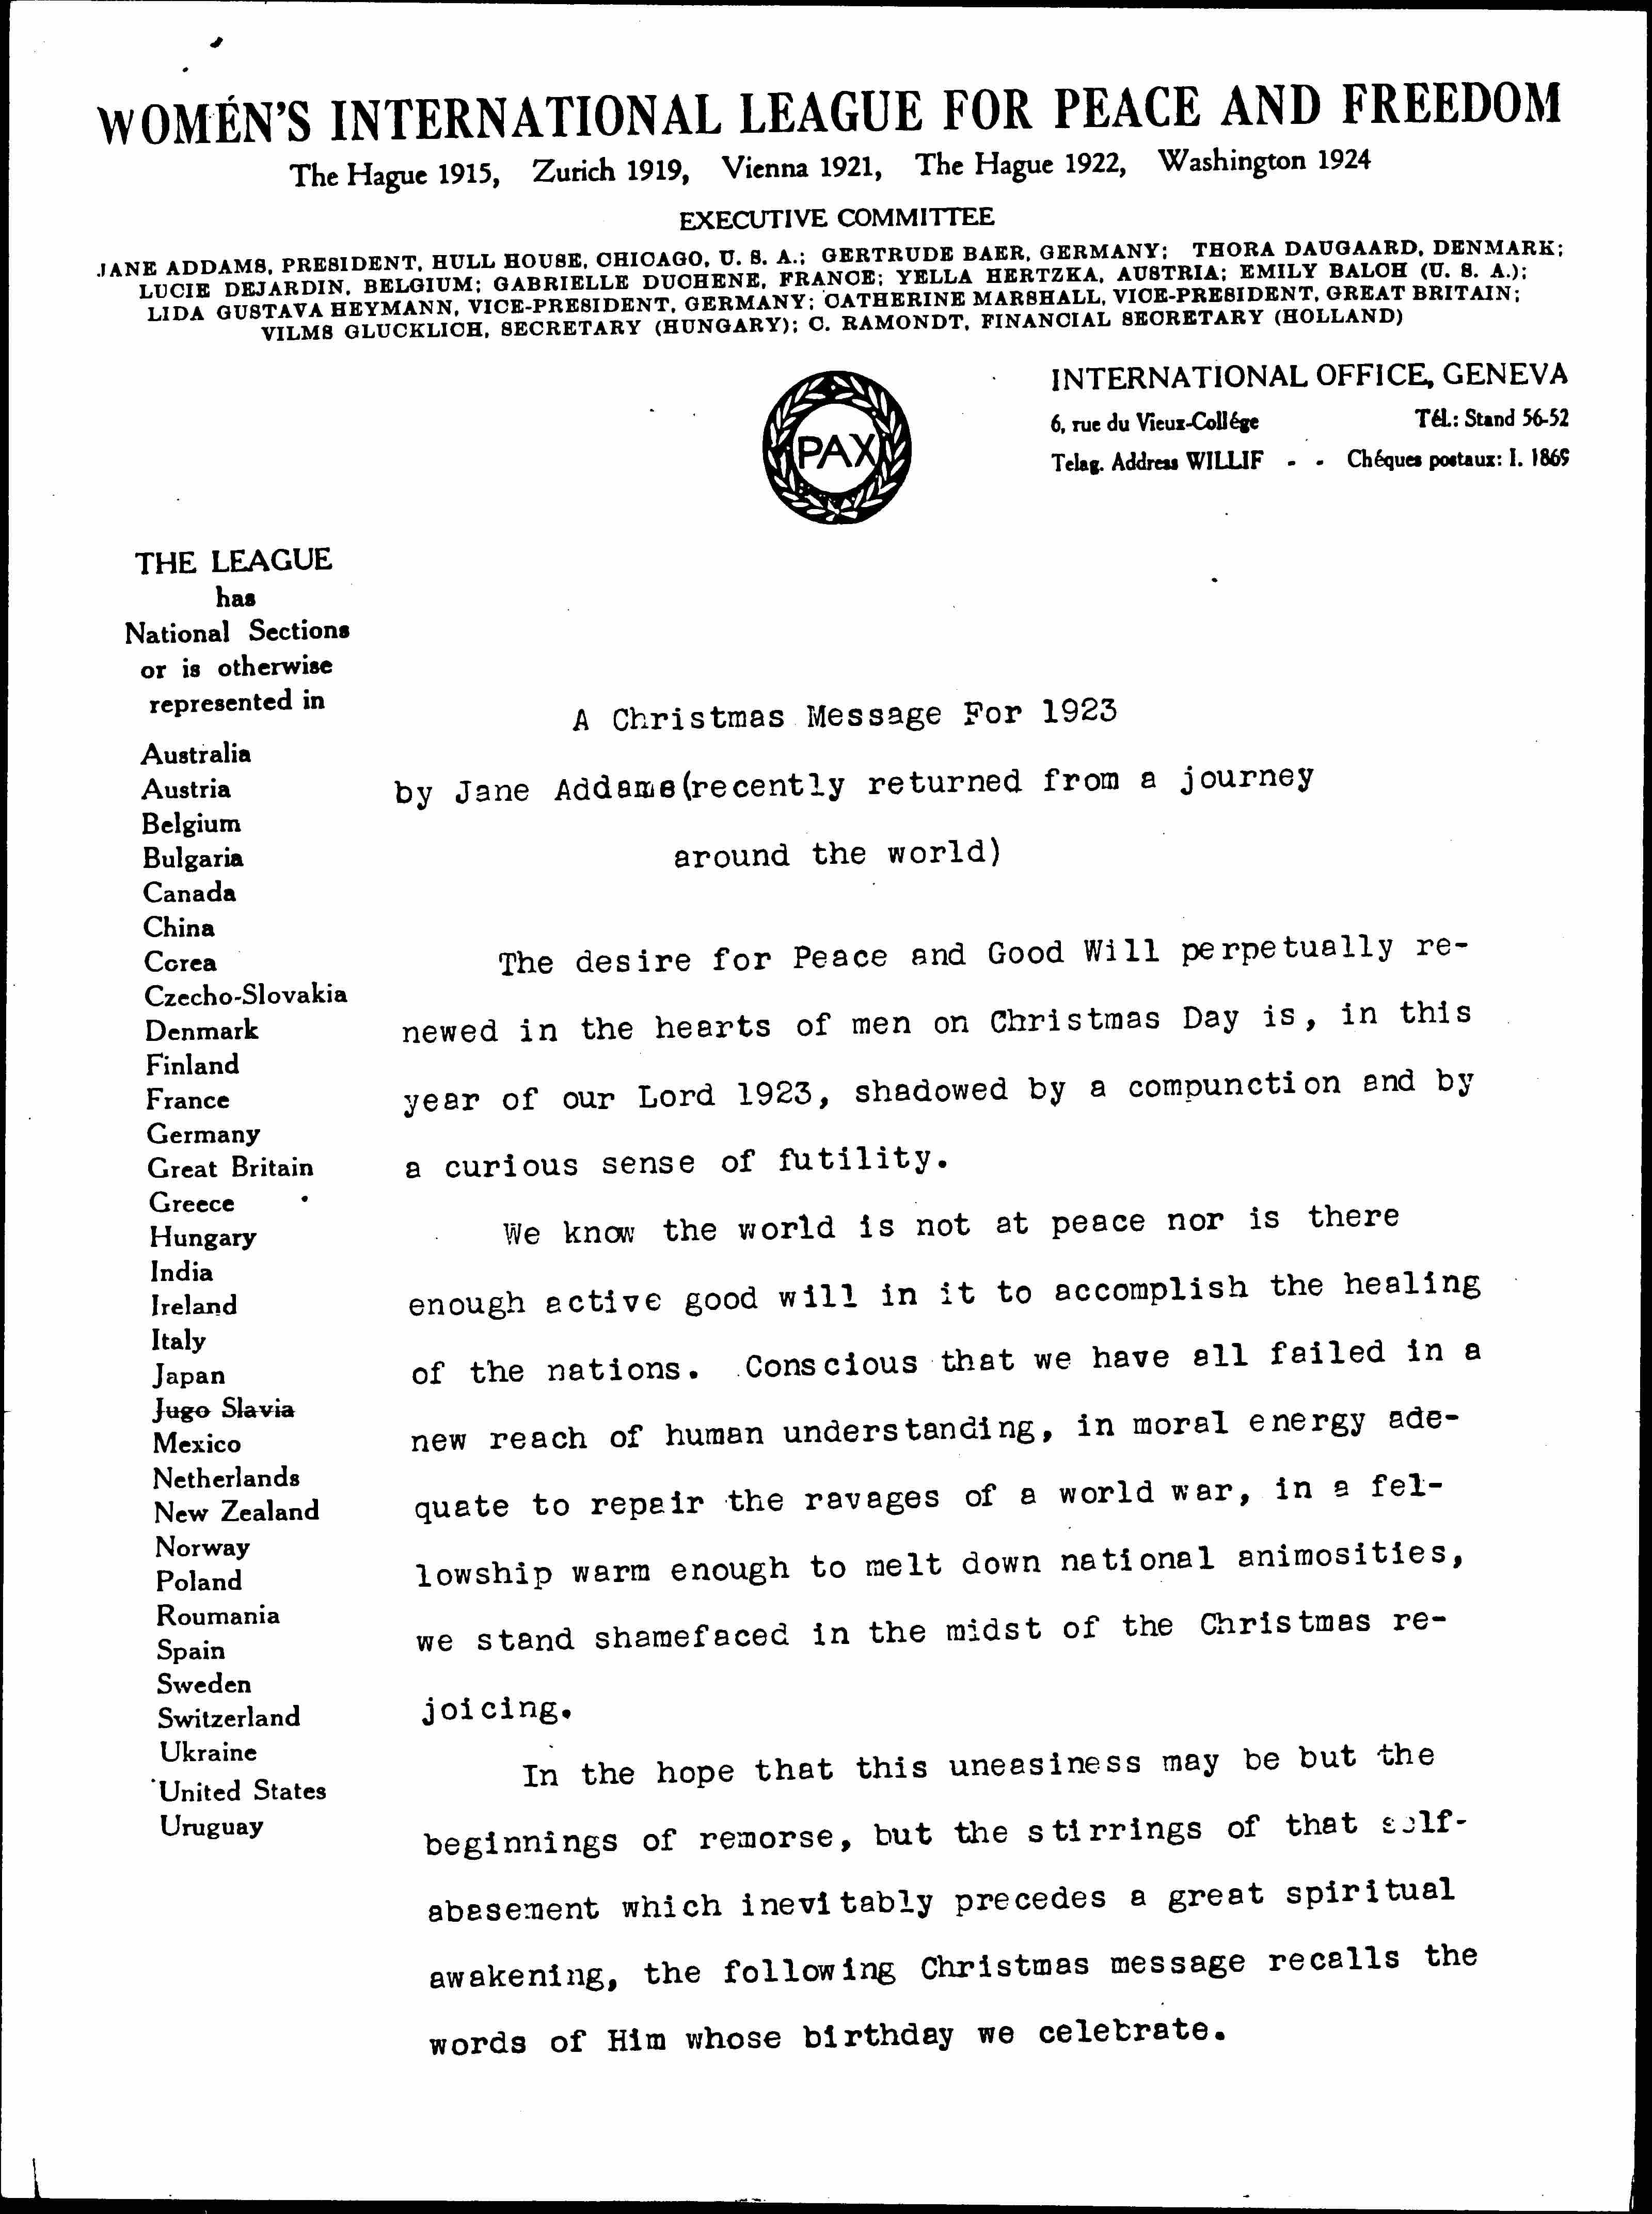 WOMEN'S INTERNATIONAL LEAGUE FOR PEACE AND FREEDOM
The Hague 1915, Zurich 1919, Vienna 1921, The Hague 1922, Washington 1924
EXECUTIVE COMMITTEE
JANE ADDAMS, PRESIDENT, HULL HOUSE, CHICAGO, U. S. A.; GERTRUDE BAER, GERMANY; THORA DAUGAARD, DENMARK;
LUCIE DEJARDIN, BELGIUM; GABRIELLE DUCHENE, FRANCE; YELLA HERTZKA, AUSTRIA; EMILY BALCH (U. S. A.);
LIDA GUSTAVA HEYMANN, VICE-PRESIDENT, GERMANY; CATHERINE MARSHALL, VICE-PRESIDENT, GREAT BRITAIN;
VILMS GLUCKLICH, SECRETARY (HUNGARY); C. RAMONDT, FINANCIAL SECRETARY (HOLLAND)
PAX
INTERNATIONAL OFFICE, GENEVA
6, rue du Vieux-Collége Tél.: Stand 56-52
Telag. Address WILLIF - - Chéques postaux: I. 1869
THE LEAGUE
has
National Sections
or is otherwise
represented in
Australia
Austria
Belgium
Bulgaria
Canada
China
Corea
Czecho-Slovakia
Denmark
Finland
France
Germany
Great Britain
Greece
Hungary
India
Ireland
Italy
Japan
Jugo Slavia
Mexico
Netherlands
New Zealand
Norway
Poland
Roumania
Spain
Sweden
Switzerland
Ukraine
United States
Uruguay
A Christmas Message For 1923
by Jane Addams(recently returned from a journey
around the world)
The desire for Peace and Good Will perpetually re-
newed in the hearts of men on Christmas Day is, in this
year of our Lord 1923, shadowed by a compunction and by
a curious sense of futility.
We know the world is not at peace nor is there
enough active good will in it to accomplish the healing
of the nations. Conscious that we have all failed in a
new reach of human understanding, in moral energy ade-
quate to repair the ravages of a world war, in a fel-
lowship warm enough to melt down national animosities,
we stand shamefaced in the midst of the Christmas re-
joicing.
In the hope that this uneasiness may be but the
beginnings of remorse, but the stirrings of that self-
abasement which inevitably precedes a great spiritual
awakening, the following Christmas message recalls the
words of Him whose birthday we celebrate.